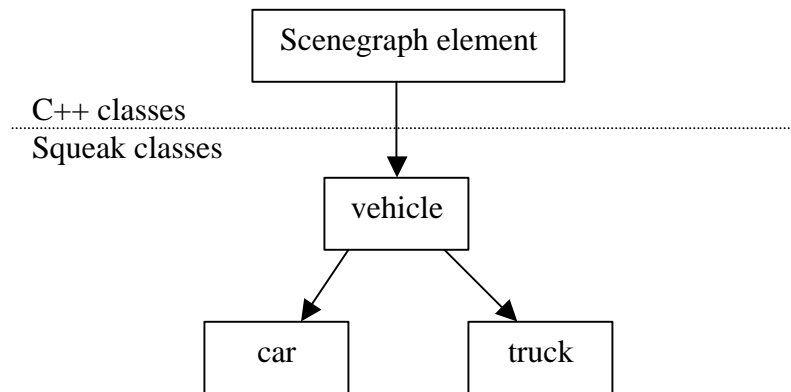 Scenegraph element
C++ classes
Squeak classes
vehicle
car
truck